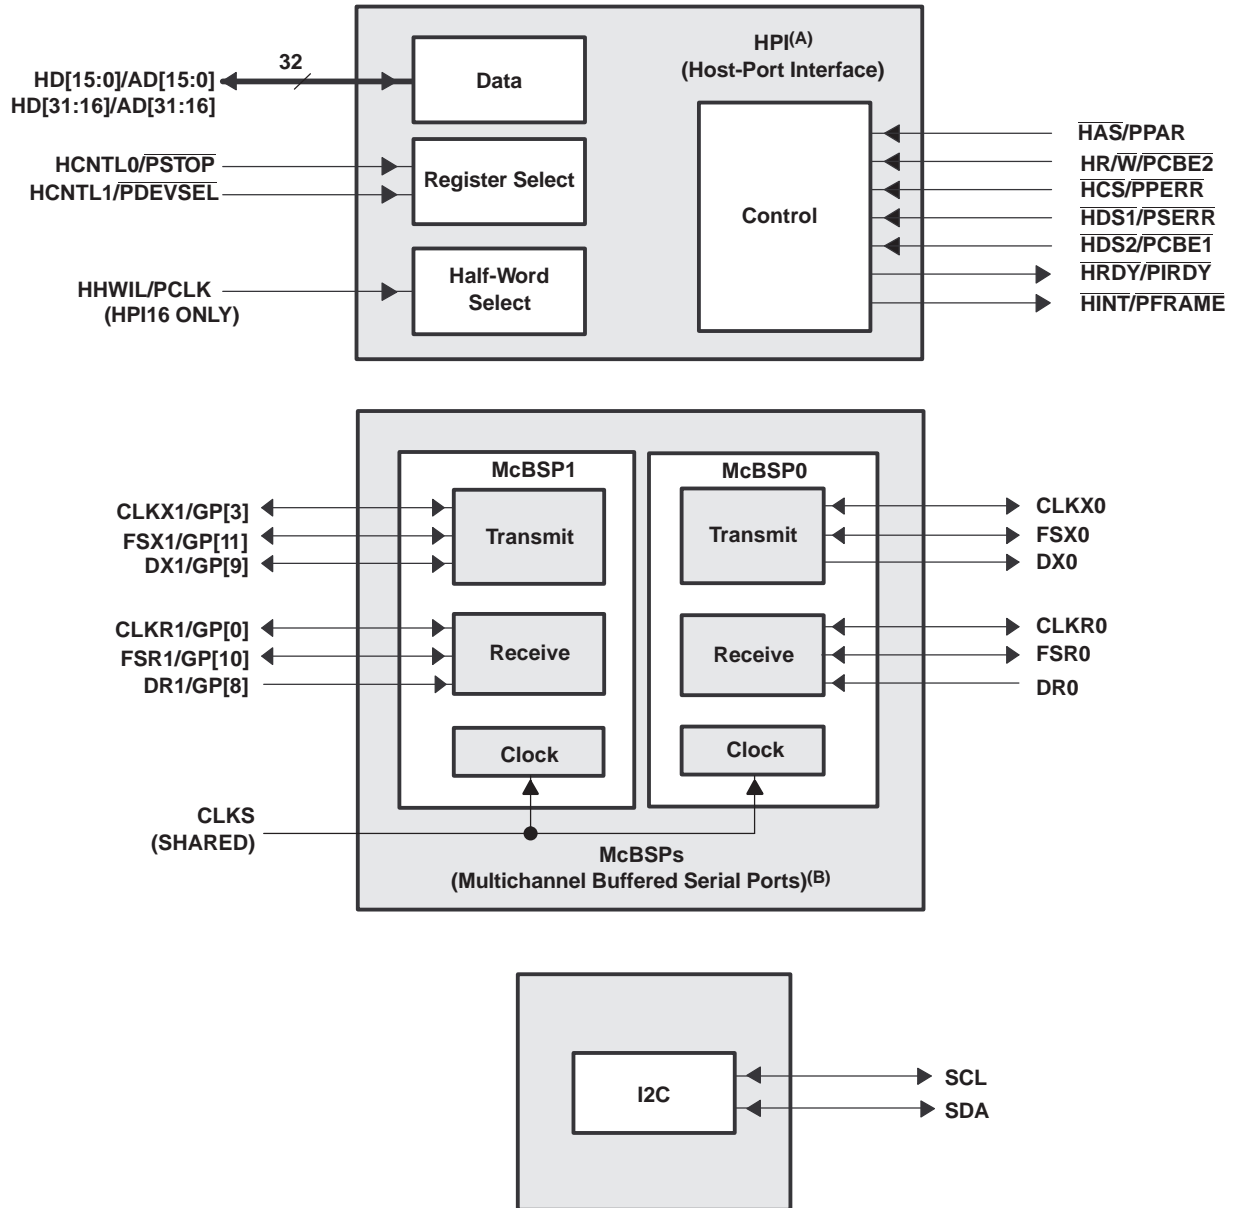 HPI(A)
(Host-Port Interface)
32
HD[15:0]/AD[15:0]
HD[31:16]/AD[31:16]
Data
HCNTL0/PSTOP
HCNTL1/PDEVSEL
Register Select
HHWIL/PCLK
(HPI16 ONLY)
Half-Word
Select
Control
HAS/PPAR
HR/W/PCBE2
HCS/PPERR
HDS1/PSERR
HDS2/PCBE1
HRDY/PIRDY
HINT/PFRAME
McBSP1
McBSP0
CLKX1/GP[3]
FSX1/GP[11]
DX1/GP[9]
Transmit
Transmit
CLKX0
FSX0
DX0
CLKR1/GP[0]
FSR1/GP[10]
DR1/GP[8]
Receive
Receive
CLKR0
FSR0
DR0
Clock
Clock
CLKS
(SHARED)
McBSPs
(Multichannel Buffered Serial Ports)(B)
I2C
SCL
SDA